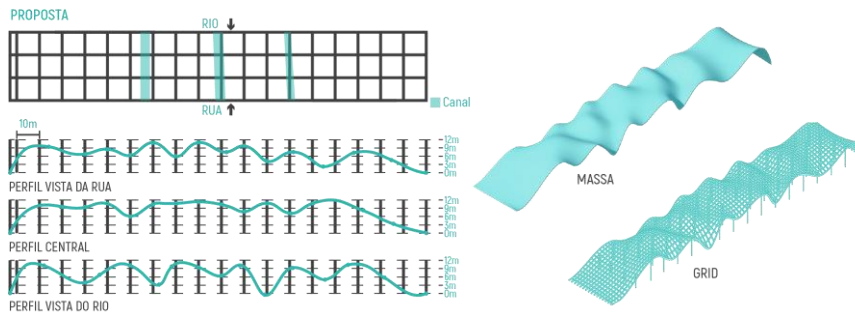 PROPOSTA
RIO
RUA
Canal
10m
12m
9m
6m
3m
0m
PERFIL VISTA DA RUA
12m
9m
6m
3m
0m
PERFIL CENTRAL
12m
9m
6m
3m
0m
PERFIL VISTA DO RIO
MASSA
GRID